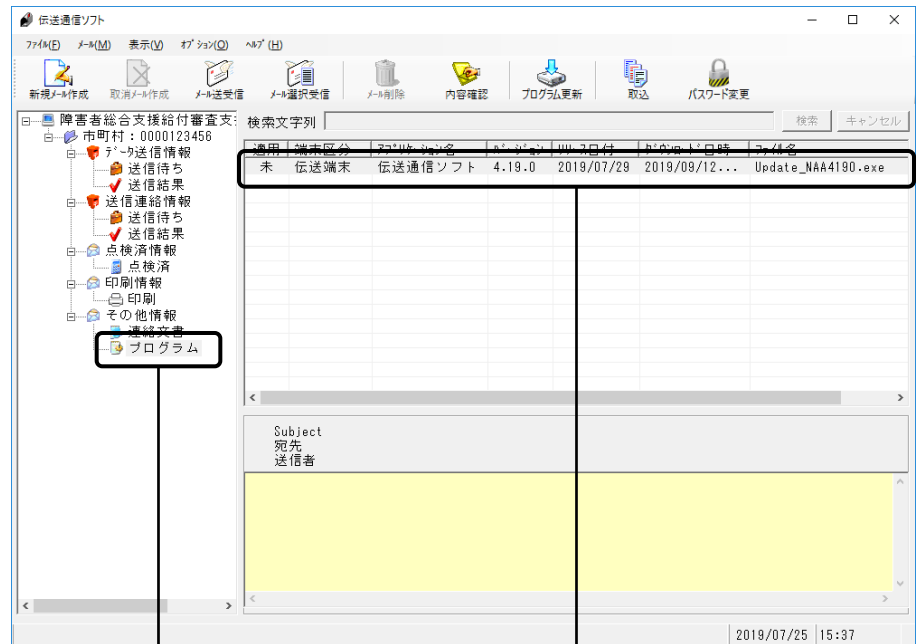 伝送通信ソフト
ファイル(F) メール(M) 表示(V) オプション(O) ヘルプ(H)
新規メール作成 取消メール作成 メール送受信 メール選択受信 メール削除 内容確認 プログラム更新 取込 パスワード変更
障害者総合支援給付審査支
市町村:0000123456
データ送信情報
送信待ち
送信結果
送信連絡情報
送信待ち
送信結果
点検済情報
点検済
印刷情報
印刷
その他情報
連絡文書
プログラム
検索文字列 検索 キャンセル
適用 端末区分 アプリケーション名 バージョン リリース日付 ダウンロード日時 ファイル名
未 伝送端末 伝送通信ソフト 4.19.0 2019/07/29 2019/09/12... Update_NAA4190.exe
Subject
宛先
送信者
2019/07/25 15:37